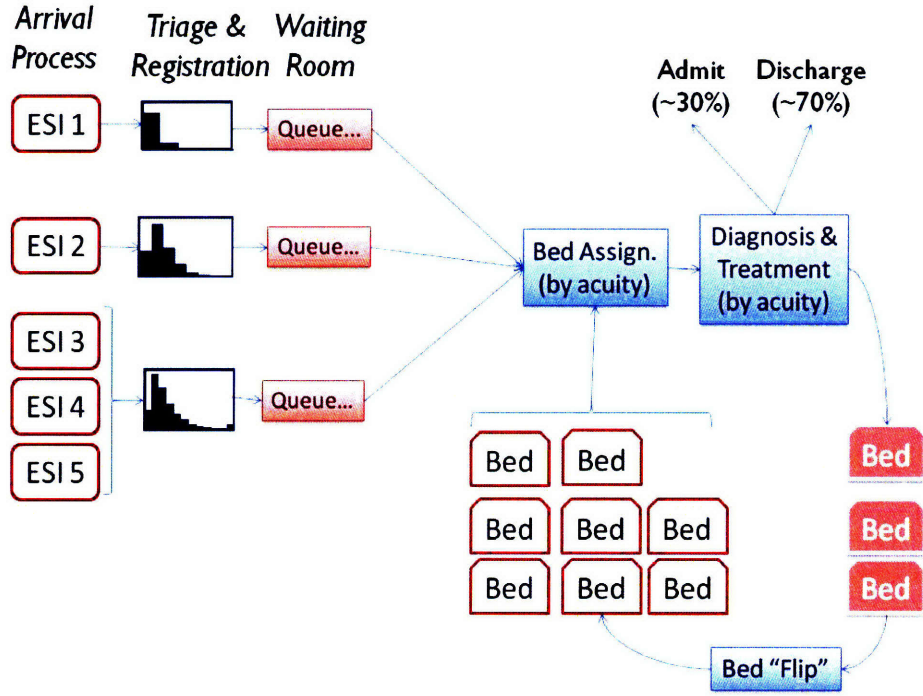 Arrival
Process
Triage &
Registration
Waiting
Room
Admit
(~30%)
Discharge
(~70%)
ESI 1
Queue...
ESI 2
Queue...
Bed Assign.
(by acuity)
Diagnosis &
Treatment
(by acuity)
ESI 3
ESI 4
ESI 5
Queue...
Bed
Bed
Bed
Bed
Bed
Bed
Bed
Bed
Bed
Bed
Bed
Bed “Flip”